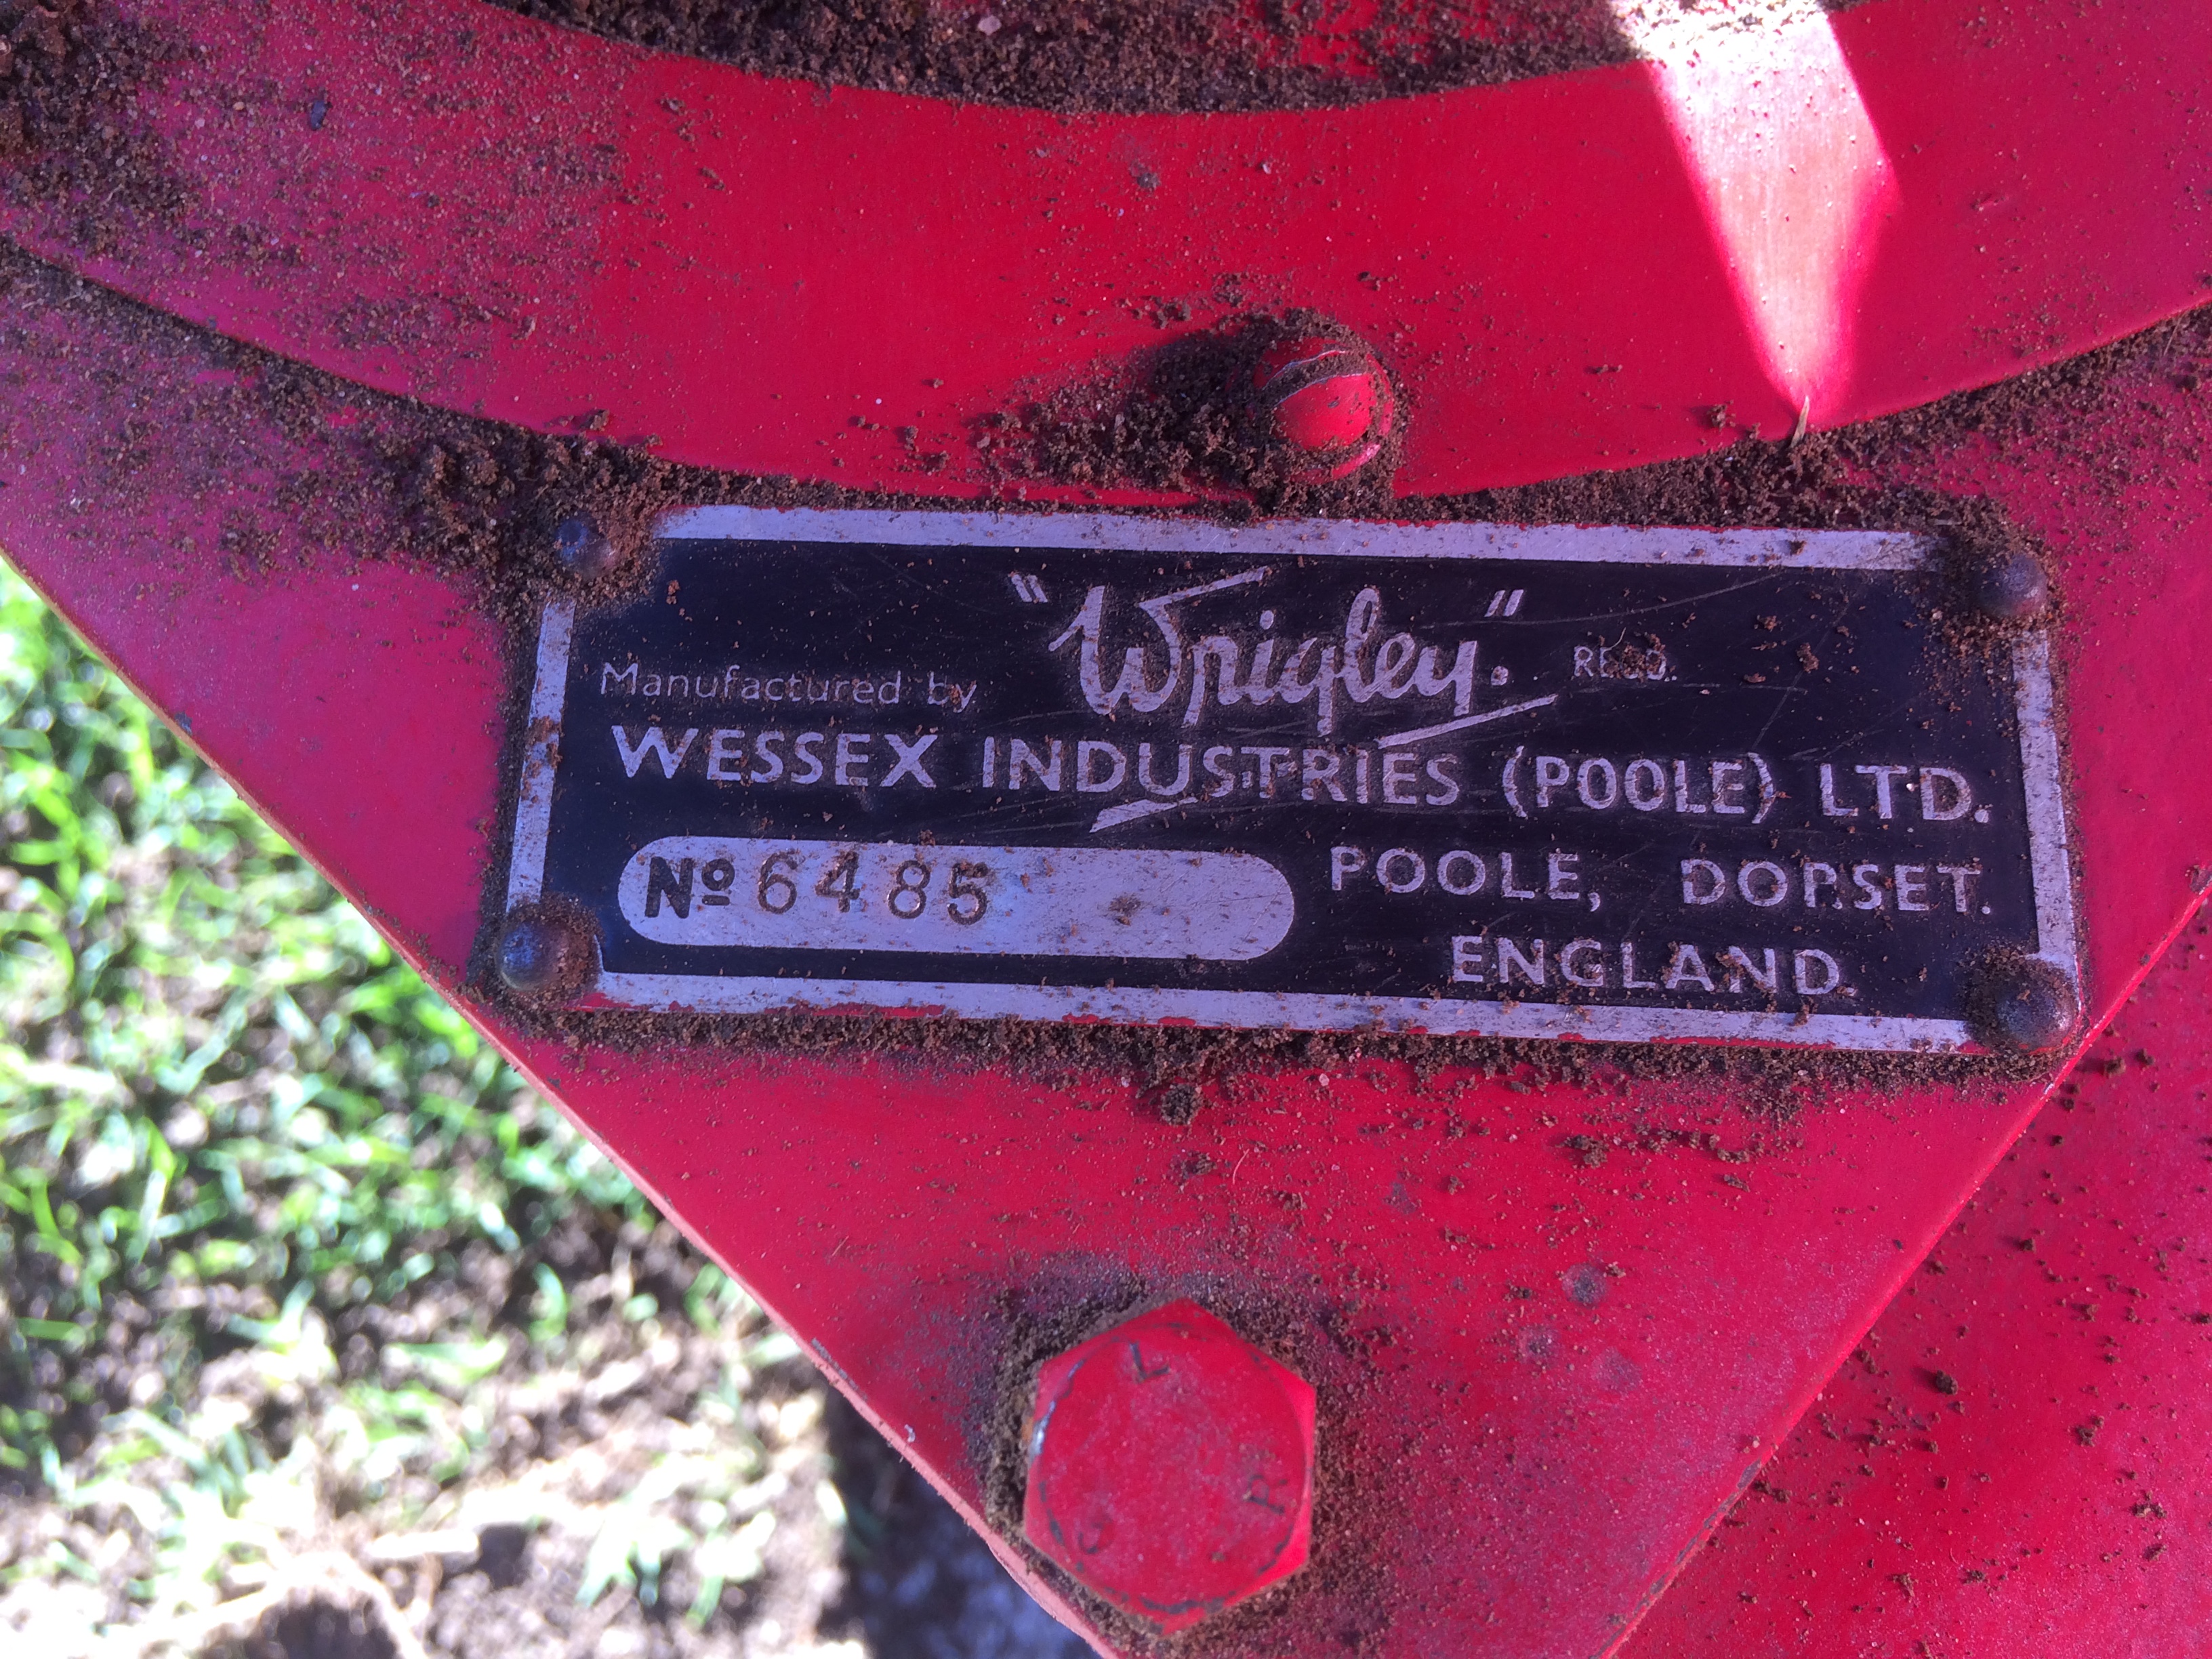 "Wrigley." REGD.
Manufactured by
WESSEX INDUSTRIES (POOLE) LTD.
Nº 6485
POOLE, DORSET.
ENGLAND.